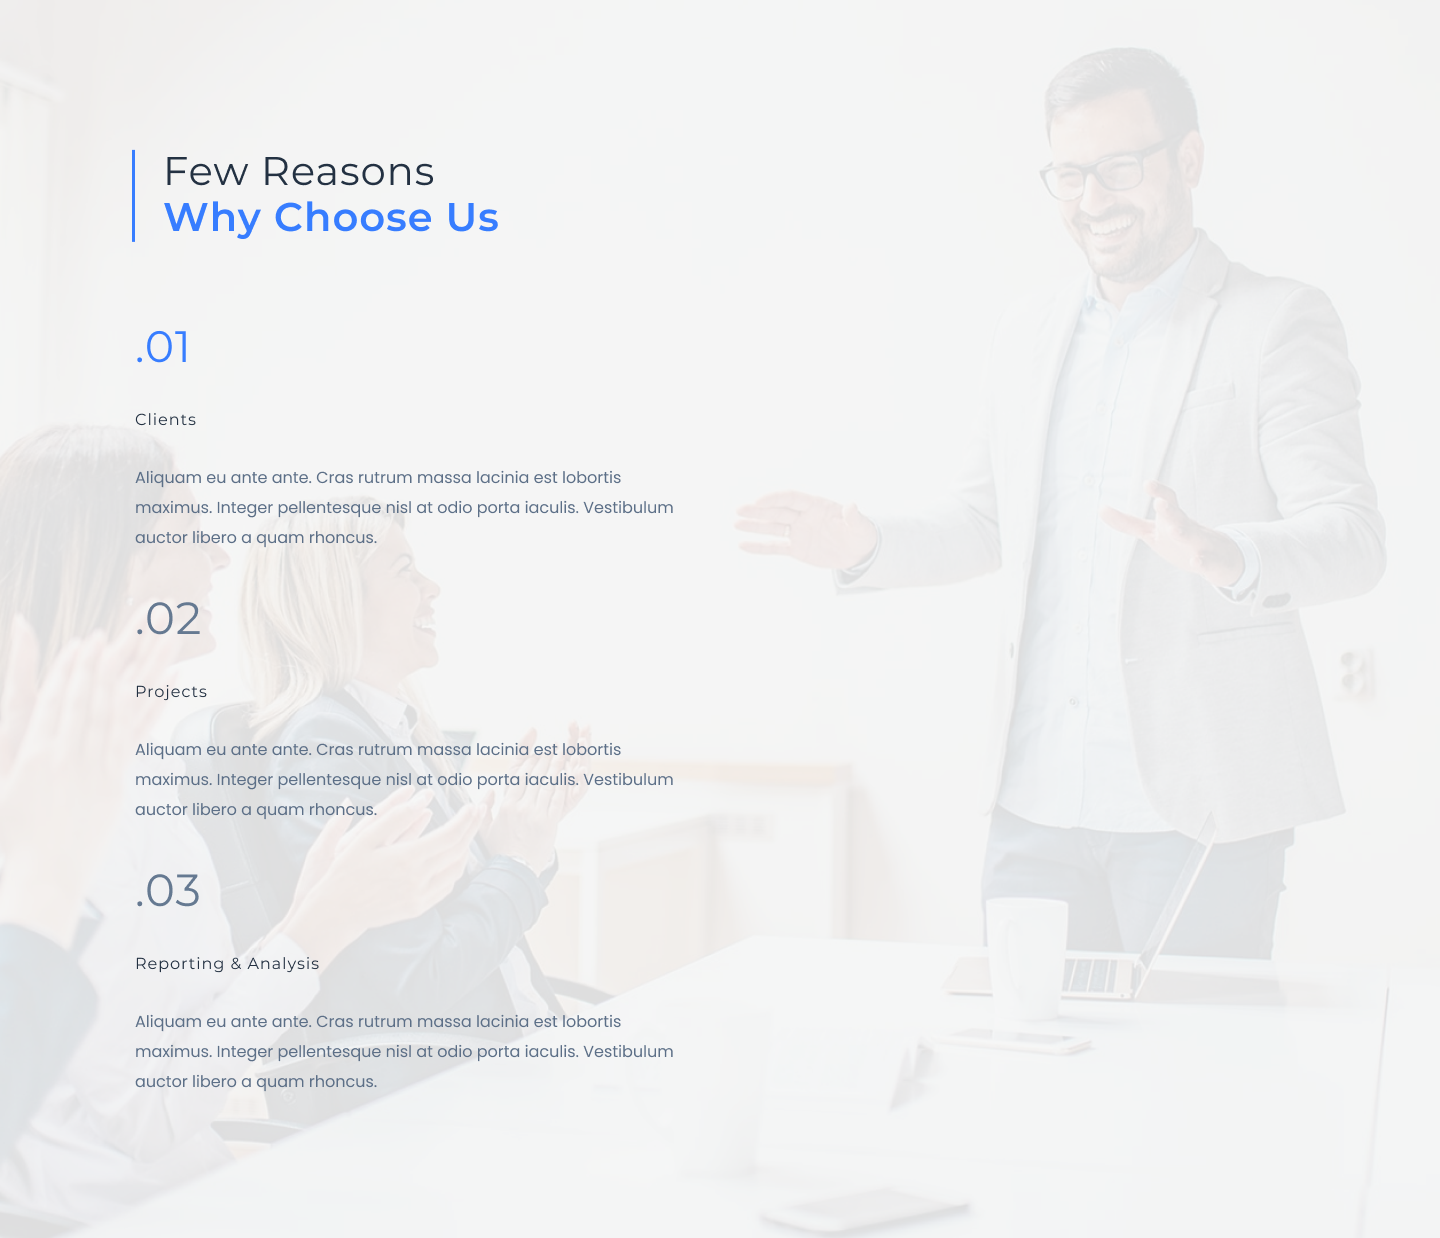 Few Reasons
Why Choose Us
.01
Clients
Aliquam eu ante ante. Cras rutrum massa lacinia est lobortis
maximus. Integer pellentesque nisl at odio porta iaculis. Vestibulum
auctor libero a quam rhoncus.
.02
Projects
Aliquam eu ante ante. Cras rutrum massa lacinia est lobortis
maximus. Integer pellentesque nisl at odio porta iaculis. Vestibulum
auctor libero a quam rhoncus.
.03
Reporting & Analysis
Aliquam eu ante ante. Cras rutrum massa lacinia est lobortis
maximus. Integer pellentesque nisl at odio porta iaculis. Vestibulum
auctor libero a quam rhoncus.